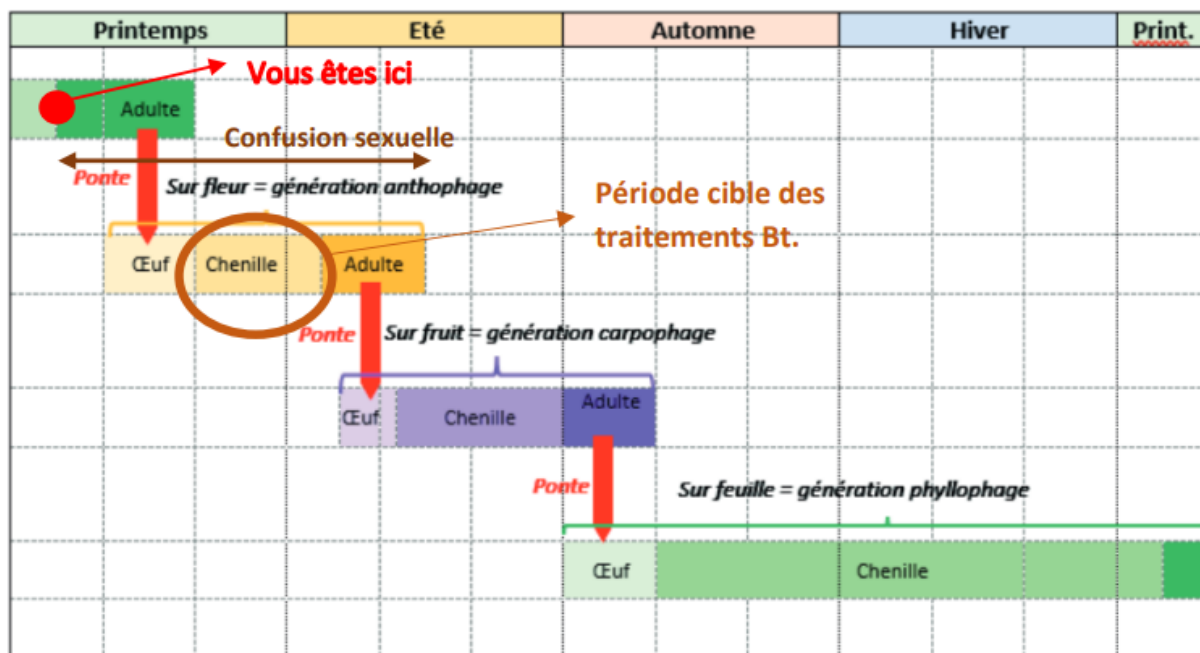 Printemps
Eté
Automne
Hiver
Print.
Vous êtes ici
Adulte
Confusion sexuelle
Ponte
Sur fleur = génération anthophage
Période cible des
traitements Bt.
Œuf
Chenille
Adulte
Ponte
Sur fruit = génération carpophage
Œuf
Chenille
Adulte
Ponte
Sur feuille = génération phyllophage
Œuf
Chenille